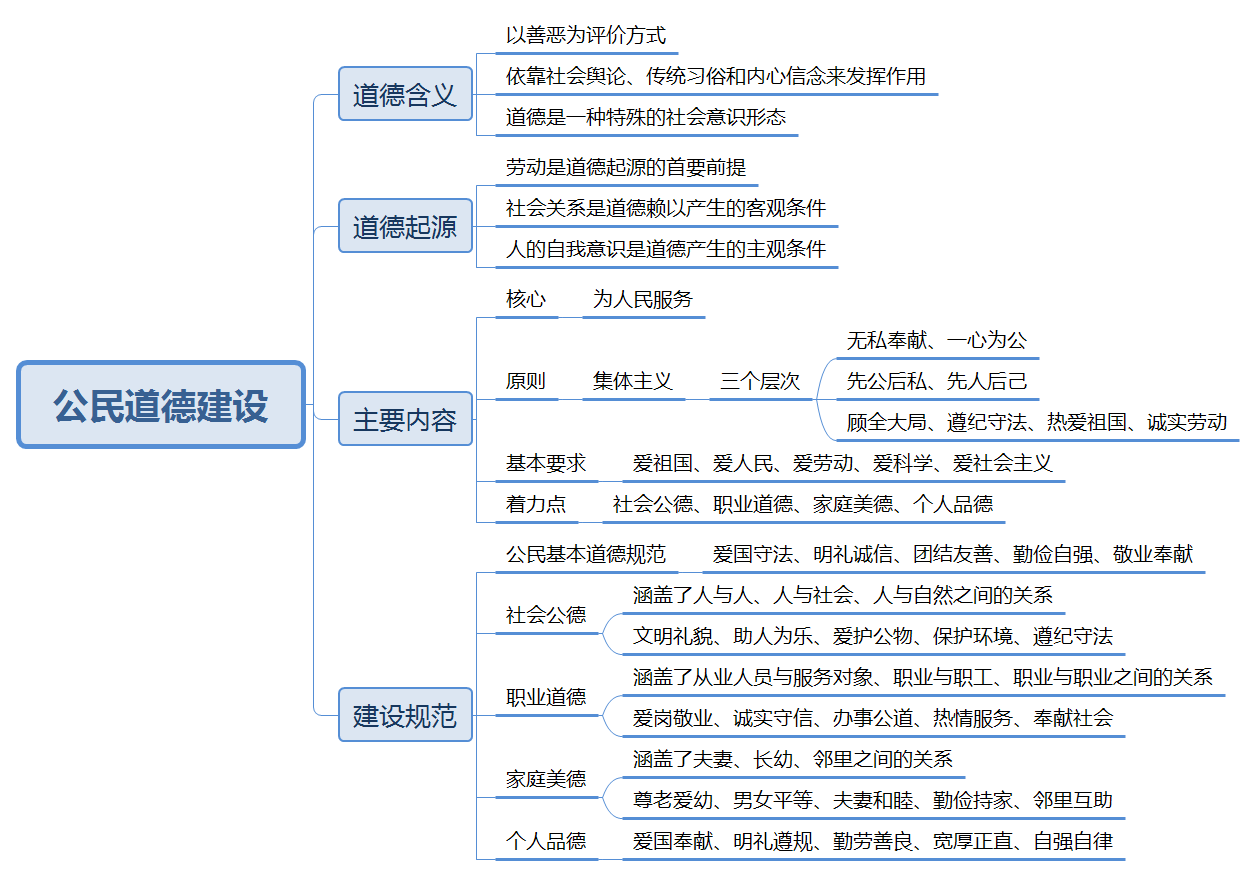 公民道德建设
道德含义
以善恶为评价方式
依靠社会舆论、传统习俗和内心信念来发挥作用
道德是一种特殊的社会意识形态
道德起源
劳动是道德起源的首要前提
社会关系是道德赖以产生的客观条件
人的自我意识是道德产生的主观条件
主要内容
核心
为人民服务
原则
集体主义
三个层次
无私奉献、一心为公
先公后私、先人后己
顾全大局、遵纪守法、热爱祖国、诚实劳动
基本要求
爱祖国、爱人民、爱劳动、爱科学、爱社会主义
着力点
社会公德、职业道德、家庭美德、个人品德
建设规范
公民基本道德规范
爱国守法、明礼诚信、团结友善、勤俭自强、敬业奉献
社会公德
涵盖了人与人、人与社会、人与自然之间的关系
文明礼貌、助人为乐、爱护公物、保护环境、遵纪守法
职业道德
涵盖了从业人员与服务对象、职业与职工、职业与职业之间的关系
爱岗敬业、诚实守信、办事公道、热情服务、奉献社会
家庭美德
涵盖了夫妻、长幼、邻里之间的关系
尊老爱幼、男女平等、夫妻和睦、勤俭持家、邻里互助
个人品德
爱国奉献、明礼遵规、勤劳善良、宽厚正直、自强自律